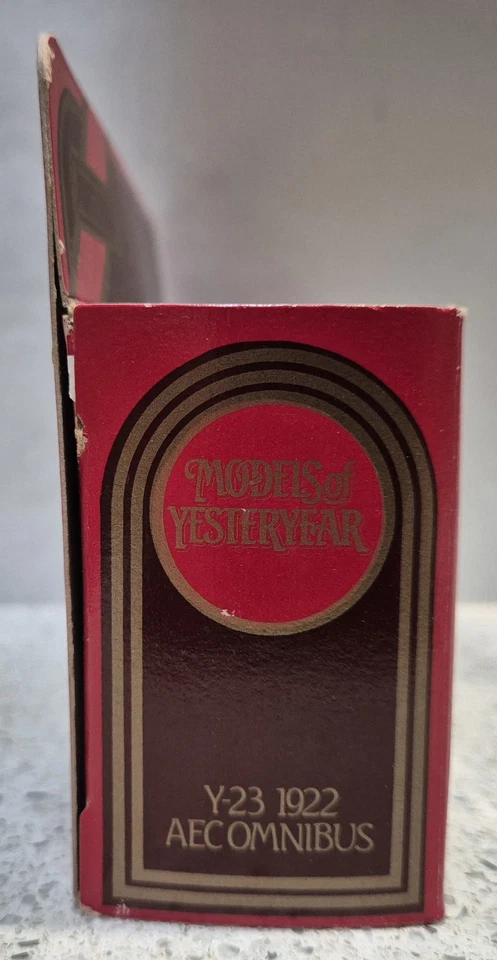 MODELS of
YESTERYEAR
Y-23 1922
AEC OMNIBUS